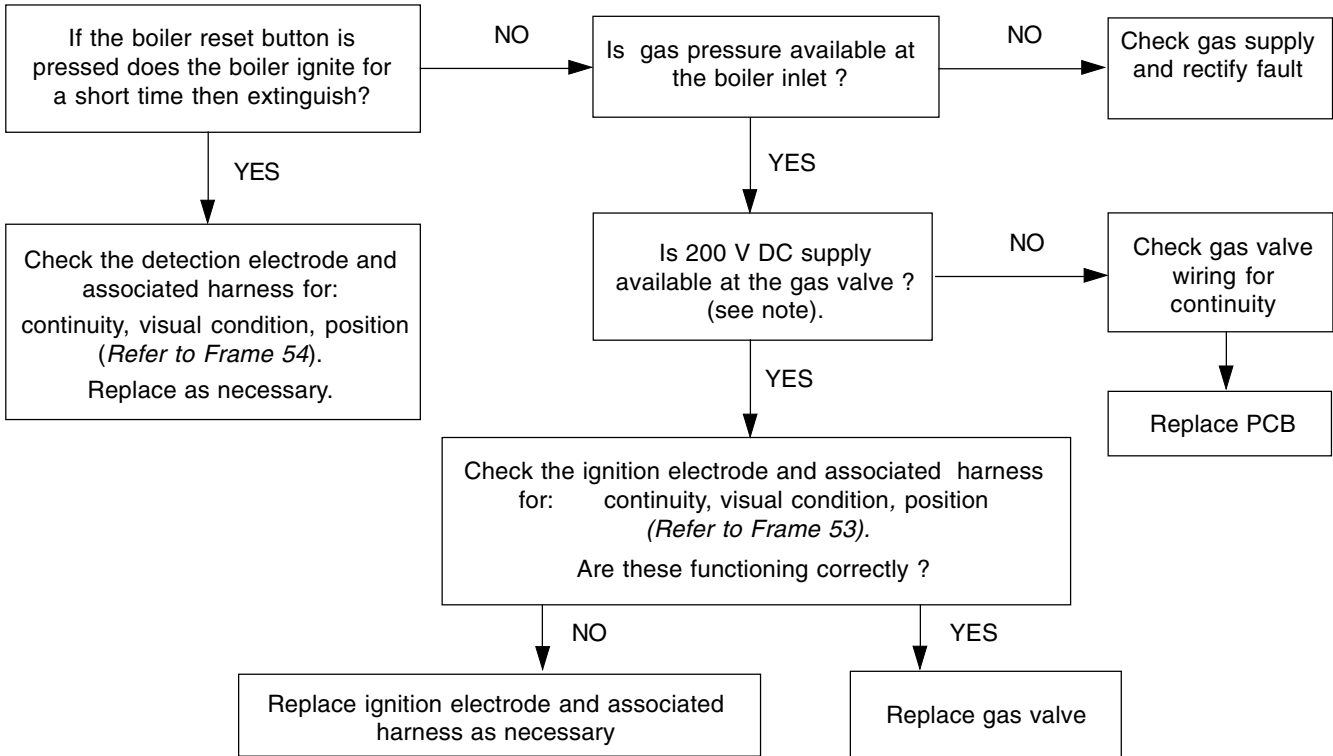 If the boiler reset button is
pressed does the boiler ignite for
a short time then extinguish?
NO
Is gas pressure available at
the boiler inlet ?
NO
Check gas supply
and rectify fault
YES
YES
Check the detection electrode and
associated harness for:
continuity, visual condition, position
(Refer to Frame 54).
Replace as necessary.
Is 200 V DC supply
available at the gas valve ?
(see note).
NO
Check gas valve
wiring for
continuity
YES
Replace PCB
Check the ignition electrode and associated harness
for: continuity, visual condition, position
(Refer to Frame 53).
Are these functioning correctly ?
NO
YES
Replace ignition electrode and associated
harness as necessary
Replace gas valve